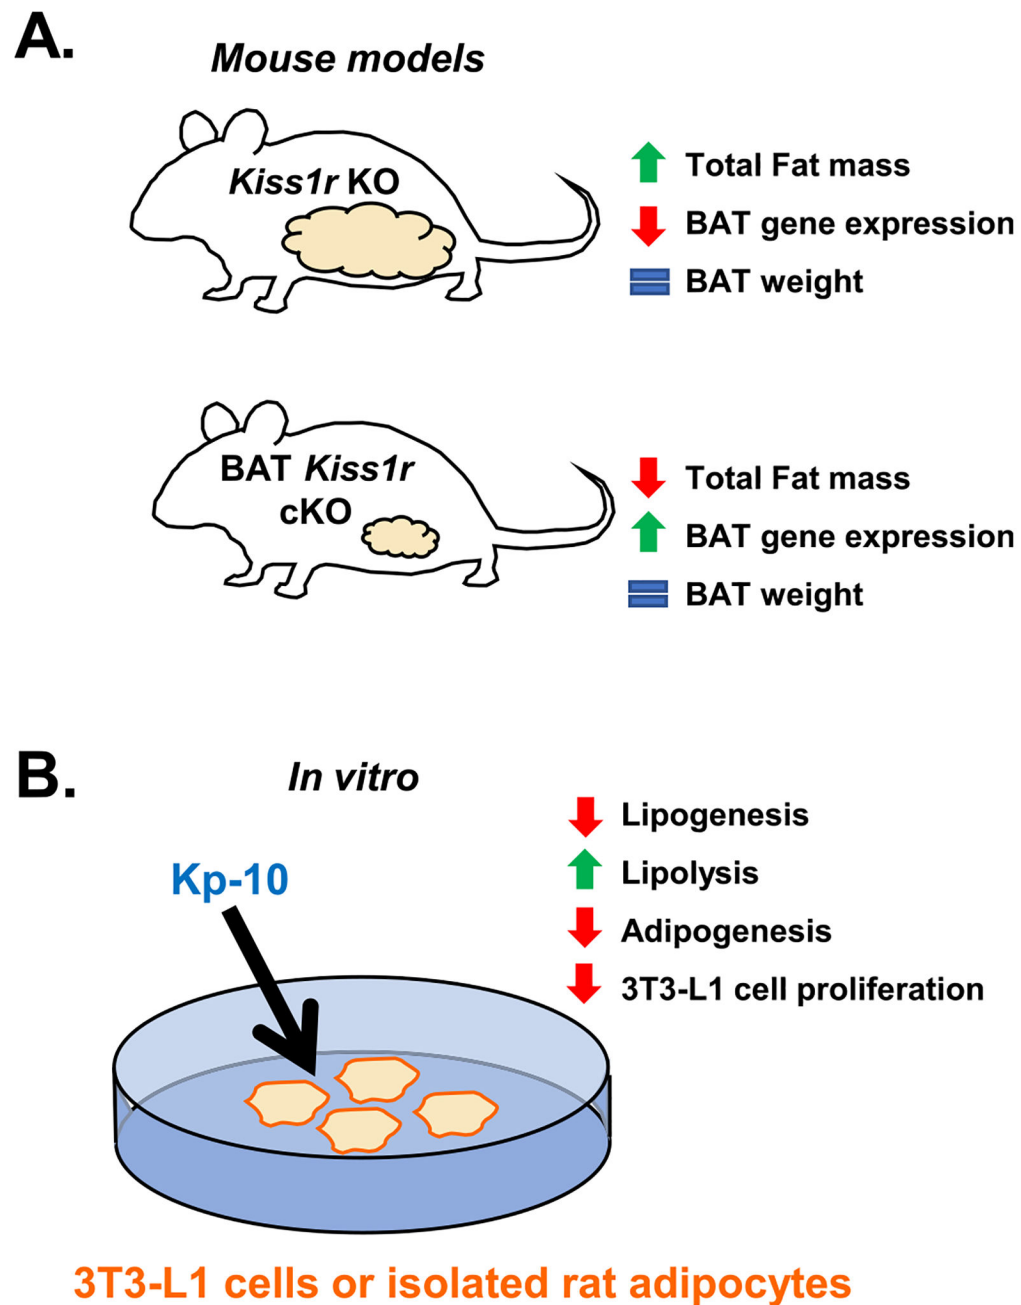 A.
Mouse models
Kiss1r KO
Total Fat mass
BAT gene expression
BAT weight
BAT Kiss1r
cKO
Total Fat mass
BAT gene expression
BAT weight
B.
In vitro
Kp-10
Lipogenesis
Lipolysis
Adipogenesis
3T3-L1 cell proliferation
3T3-L1 cells or isolated rat adipocytes